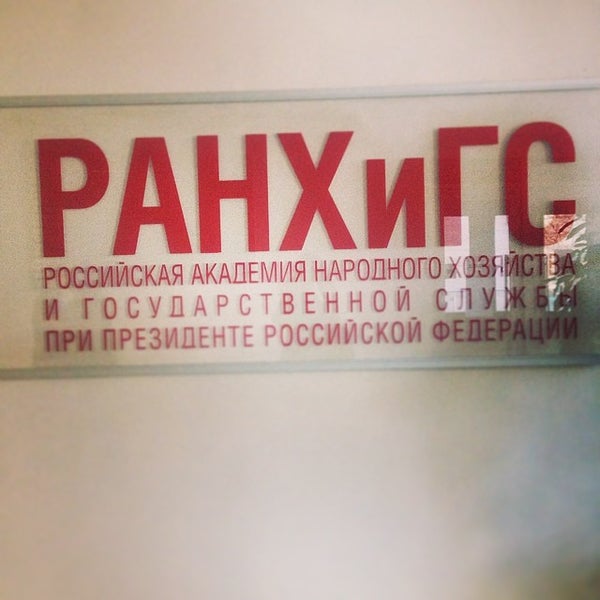 РАНХиГС
РОССИЙСКАЯ АКАДЕМИЯ НАРОДНОГО ХОЗЯЙСТВА
И ГОСУДАРСТВЕННОЙ СЛУЖБЫ
ПРИ ПРЕЗИДЕНТЕ РОССИЙСКОЙ ФЕДЕРАЦИИ